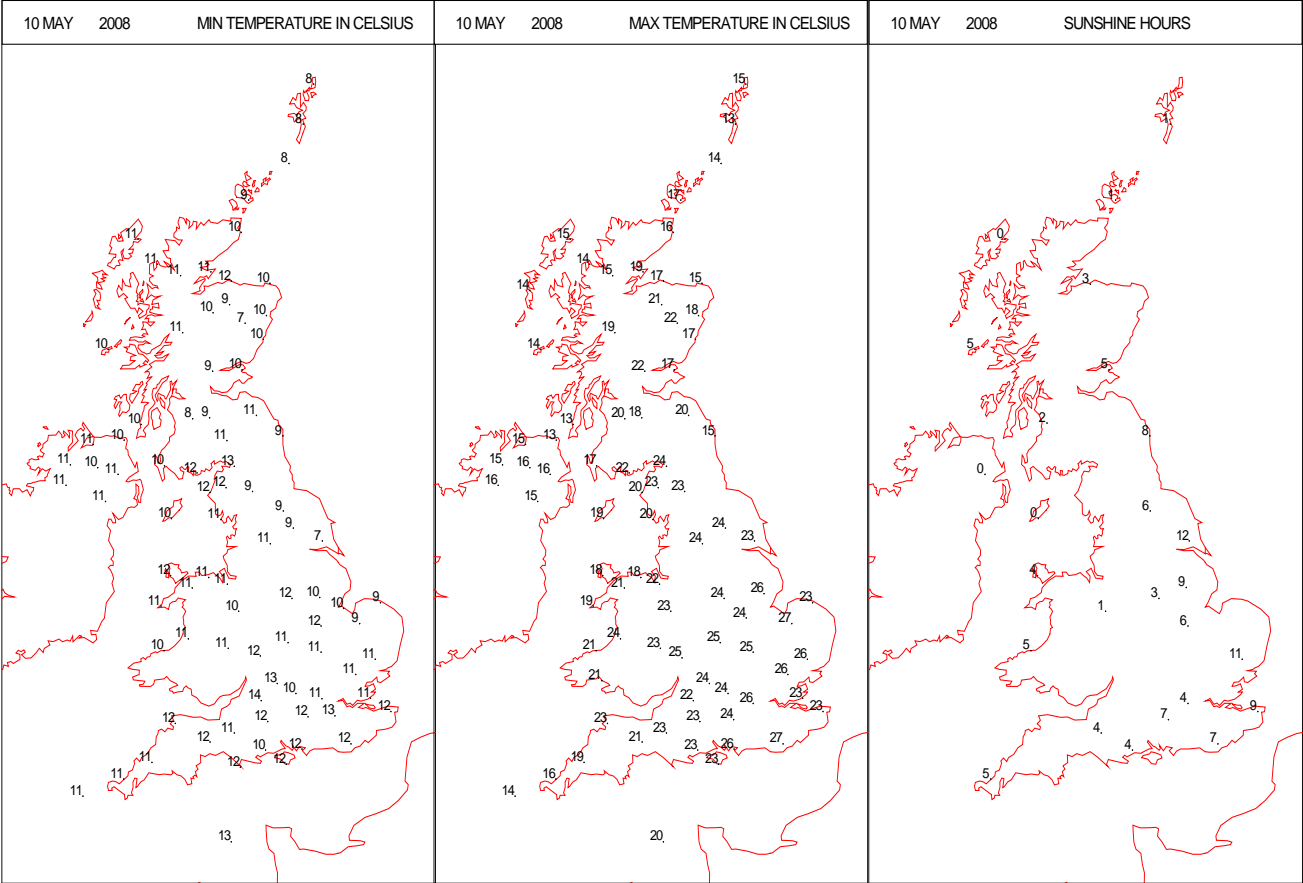 10 MAY 2008 MIN TEMPERATURE IN CELSIUS
8
8
8
9
10
11
11 11 11
12 10
9
10 10
7
11 10
10
9 10
8 9 11
10
11 10 11 9
11 10 11 10 12 13
11 12 12 9
11
10 11 9
9
11 7
12 11
11 11 12 10
11 10 10 9
12 9
11 11
10 11 12 11 11
11
13 10
14 11 11
12 12 13 12
12 11
12 10 12 12
11 12 12
11
11
13
10 MAY 2008 MAX TEMPERATURE IN CELSIUS
15
13
14
17
16
15
14 15 19
17 15
14
21 18
19 21
17
14
22 17
20 18 20
13
15 13 15
15 16 16 17 22 24
16 20 23 23
15
19 20
24
24 23
18 18
21 22 26
19 23 24 23
24 27
24 25
21 23 25 25 26
26
21 24 24
22 26 23
23 23 24 23
23
21 23 26 27
19 23
16
14
20
10 MAY 2008 SUNSHINE HOURS
1
1
0
3
5
5
2
8
0
6
0
12
4
9
3
1
6
5
11
4
9
7
4
7
4
5